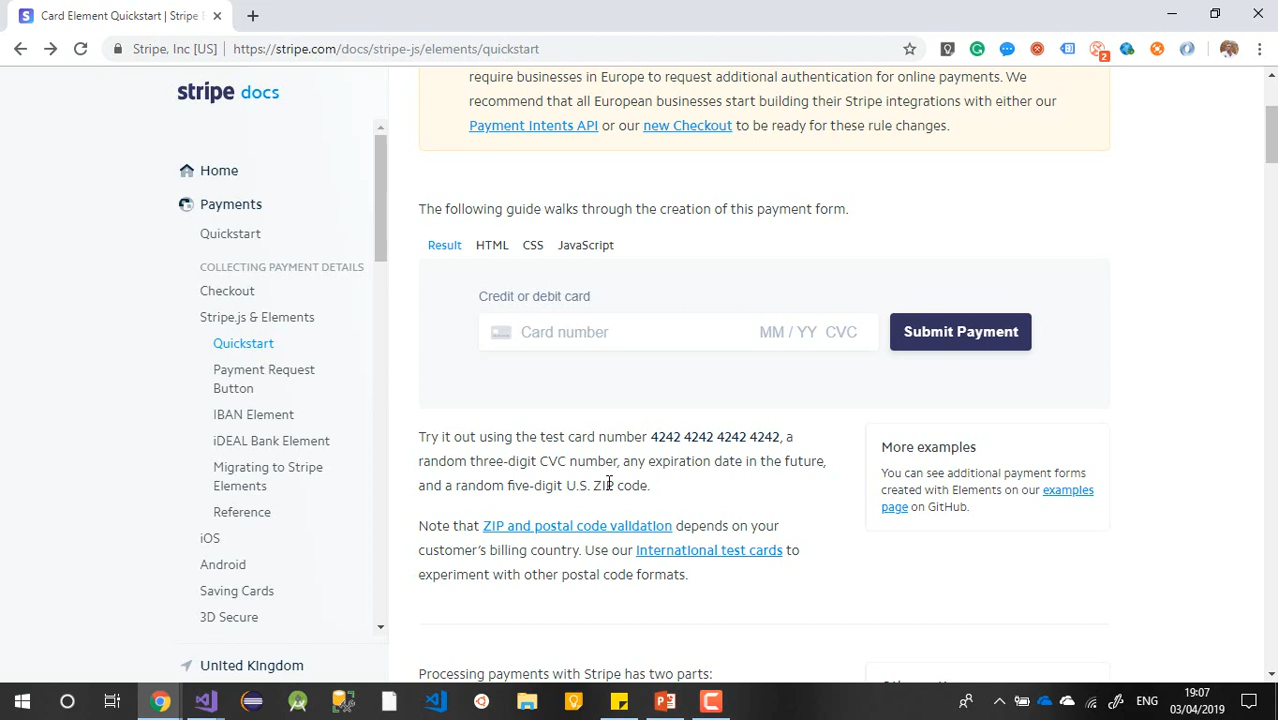 Card Element Quickstart | Stripe
Stripe, Inc [US]
https://stripe.com/docs/stripe-js/elements/quickstart
2
stripe docs
Home
Payments
Quickstart
COLLECTING PAYMENT DETAILS
Checkout
Stripe.js & Elements
Quickstart
Payment Request
Button
IBAN Element
iDEAL Bank Element
Migrating to Stripe
Elements
Reference
iOS
Android
Saving Cards
3D Secure
United Kingdom
require businesses in Europe to request additional authentication for online payments. We
recommend that all European businesses start building their Stripe integrations with either our
Payment Intents API or our new Checkout to be ready for these rule changes.
The following guide walks through the creation of this payment form.
Result HTML CSS JavaScript
Credit or debit card
Card number MM / YY CVC
Submit Payment
Try it out using the test card number 4242 4242 4242 4242, a
random three-digit CVC number, any expiration date in the future,
and a random five-digit U.S. ZIP code.
Note that ZIP and postal code validation depends on your
customer's billing country. Use our international test cards to
experiment with other postal code formats.
More examples
You can see additional payment forms
created with Elements on our examples
page on GitHub.
Processing payments with Stripe has two parts:
ENG
19:07
03/04/2019